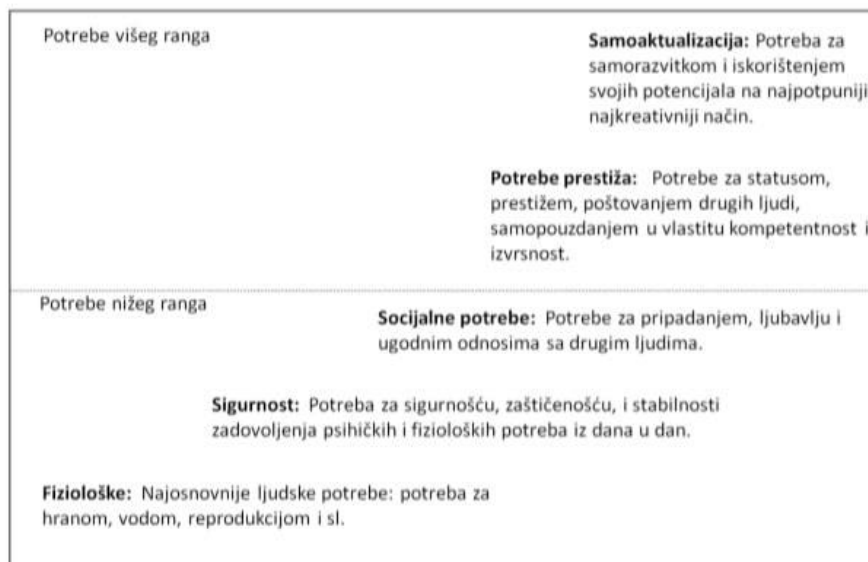 Potrebe višeg ranga
Samoaktualizacija: Potreba za
samorazvitkom i iskorištenjem
svojih potencijala na najpotpuniji
najkreativniji način.
Potrebe prestiža: Potrebe za statusom,
prestižem, poštovanjem drugih ljudi,
samopouzdanjem u vlastitu kompetentnost i
izvrsnost.
Potrebe nižeg ranga
Socijalne potrebe: Potrebe za pripadanjem, ljubavlju i
ugodnim odnosima sa drugim ljudima.
Sigurnost: Potreba za sigurnošću, zaštičenošću, i stabilnosti
zadovoljenja psihičkih i fizioloških potreba iz dana u dan.
Fiziološke: Najosnovnije ljudske potrebe: potreba za
hranom, vodom, reprodukcijom i sl.